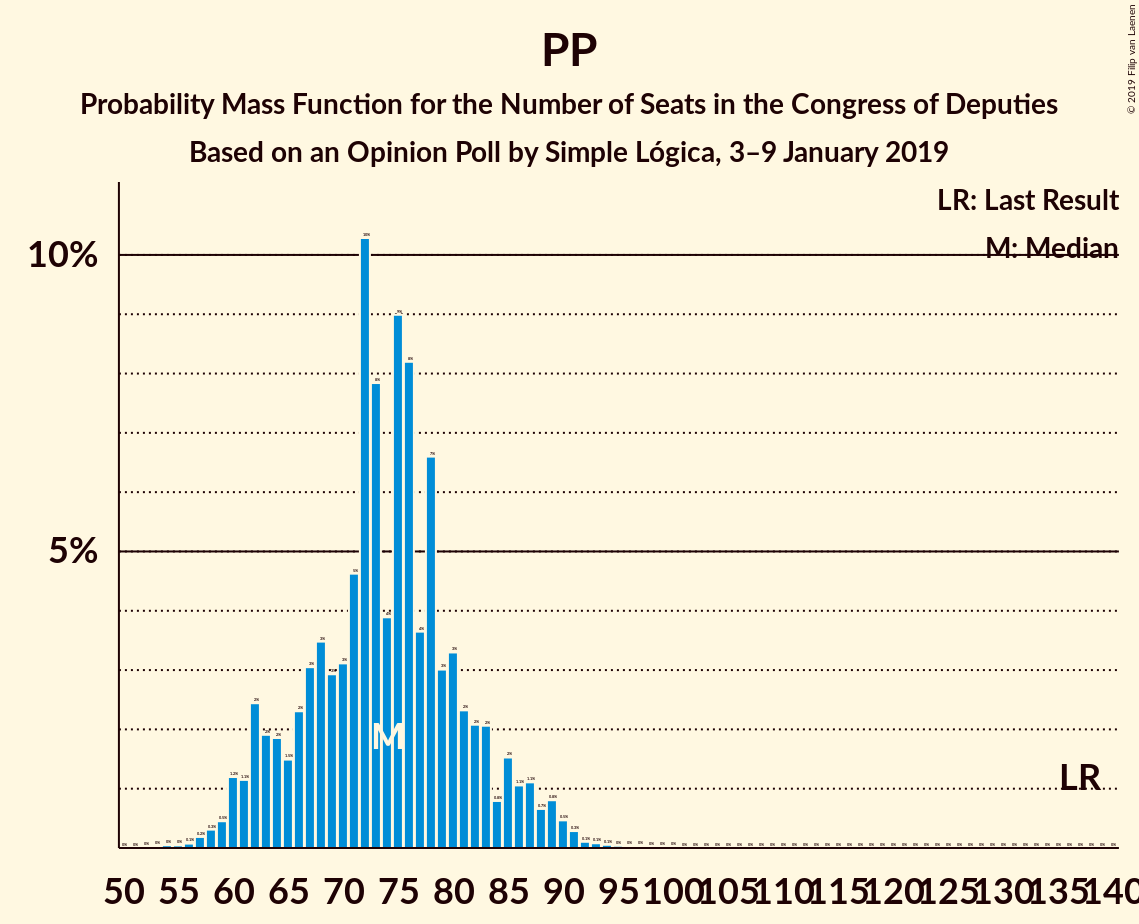 PP
Probability Mass Function for the Number of Seats in the Congress of Deputies
Based on an Opinion Poll by Simple Lógica, 3–9 January 2019
© 2019 Filip van Laenen
LR: Last Result
M: Median
10%
5%
M
LR
50 55 60 65 70 75 80 85 90 95 100 105 110 115 120 125 130 135 140